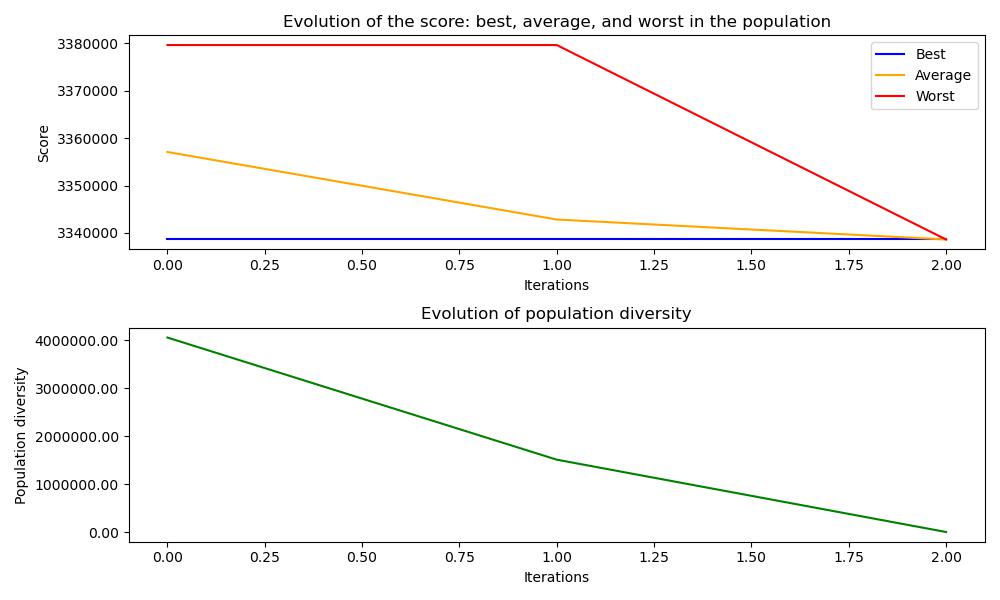 Evolution of the score: best, average, and worst in the population
3380000
3370000
3360000
3350000
3340000
Score
Best
Average
Worst
0.00 0.25 0.50 0.75 1.00 1.25 1.50 1.75 2.00
Iterations
Evolution of population diversity
4000000.00
3000000.00
2000000.00
1000000.00
0.00
Population diversity
0.00 0.25 0.50 0.75 1.00 1.25 1.50 1.75 2.00
Iterations